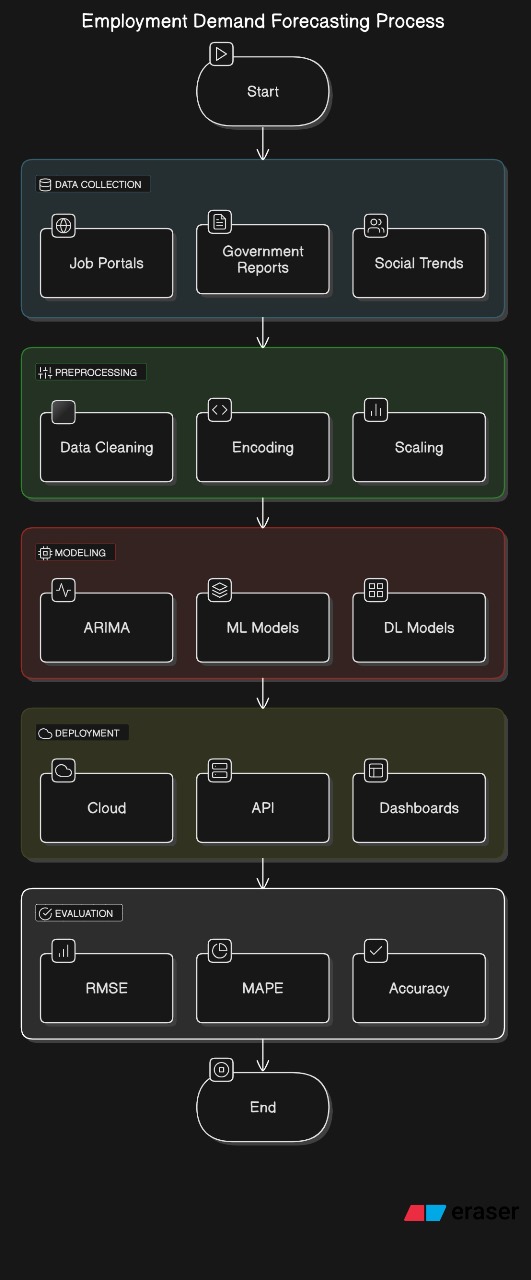 Employment Demand Forecasting Process
Start
DATA COLLECTION
Job Portals
Government
Reports
Social Trends
PREPROCESSING
Data Cleaning
Encoding
Scaling
MODELING
ARIMA
ML Models
DL Models
DEPLOYMENT
Cloud
API
Dashboards
EVALUATION
RMSE
MAPE
Accuracy
End
eraser